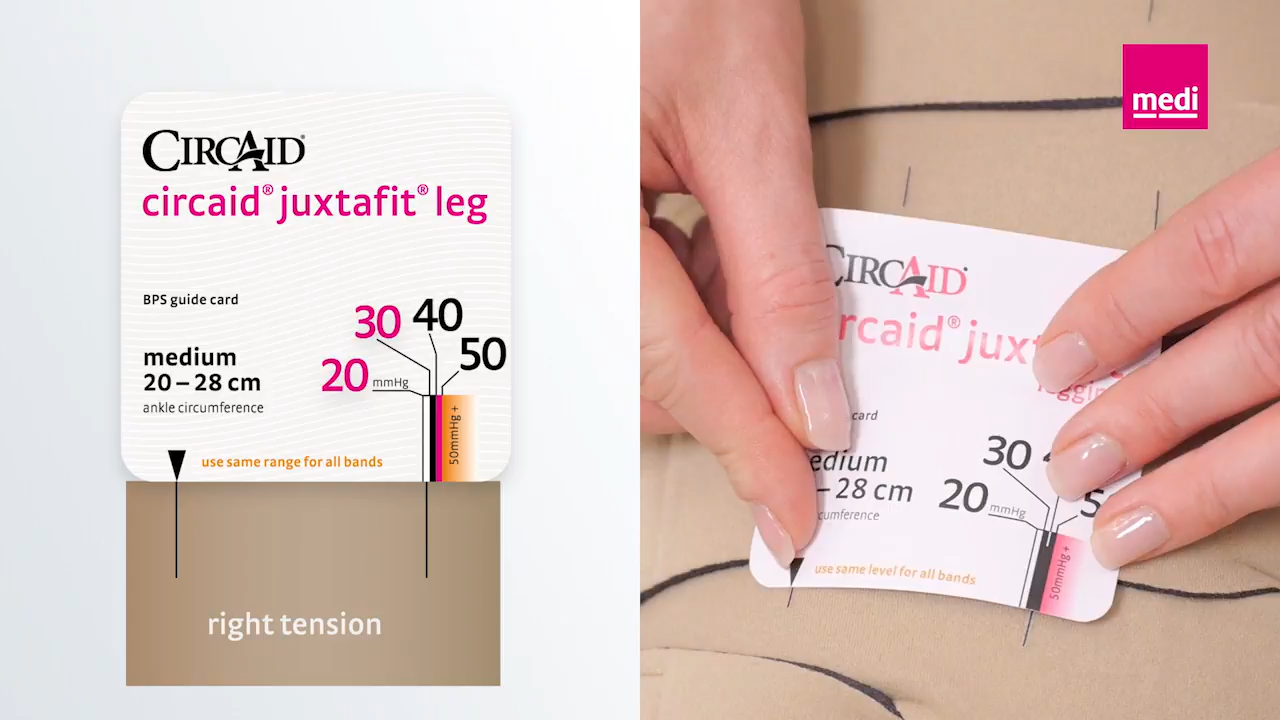 CIRCAID®
circaid® juxtafit® leg
BPS guide card
medium
20 – 28 cm
ankle circumference
20 mmHg
30
40
50
50mmHg +
use same range for all bands
right tension
medi
CIRCAID®
rcaid® jux
card
edium
– 28 cm
cumference
20 mmHg
30
5
50mmHg +
use same level for all bands